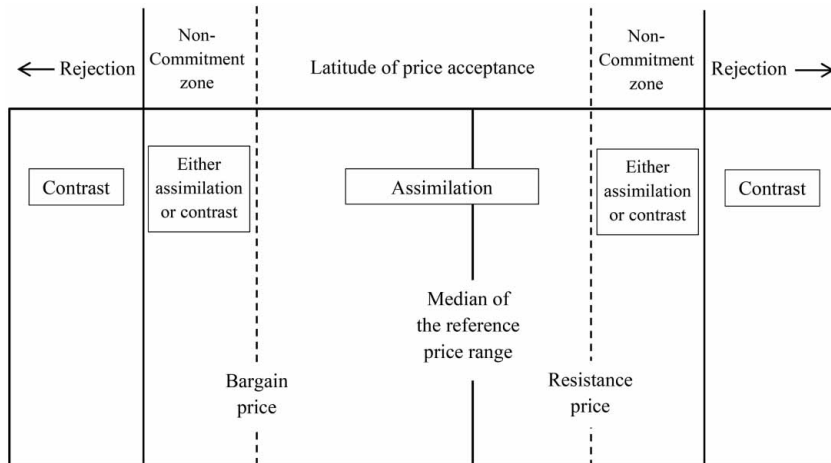 Non-
Commitment
zone
Non-
Commitment
zone
Rejection
Latitude of price acceptance
Rejection
Contrast
Either
assimilation
or contrast
Assimilation
Either
assimilation
or contrast
Contrast
Median of
the reference
price range
Bargain
price
Resistance
price